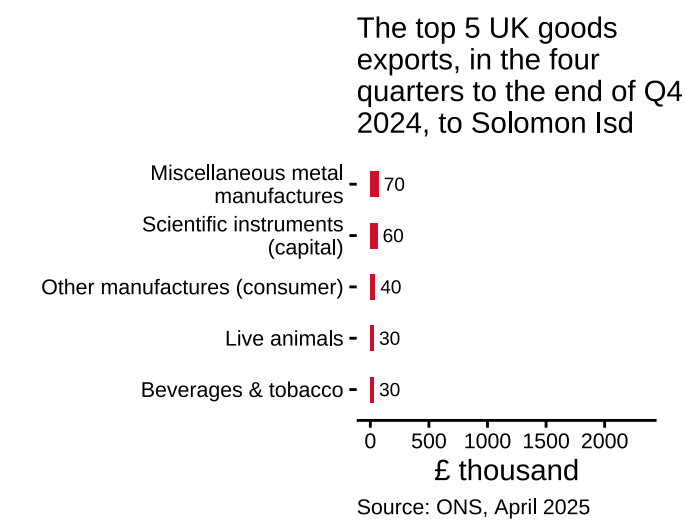 The top 5 UK goods
exports, in the four
quarters to the end of Q4
2024, to Solomon Isd
Miscellaneous metal
manufactures
70
Scientific instruments
(capital)
60
Other manufactures (consumer)
40
Live animals
30
Beverages & tobacco
30
0 500 1000 1500 2000
£ thousand
Source: ONS, April 2025